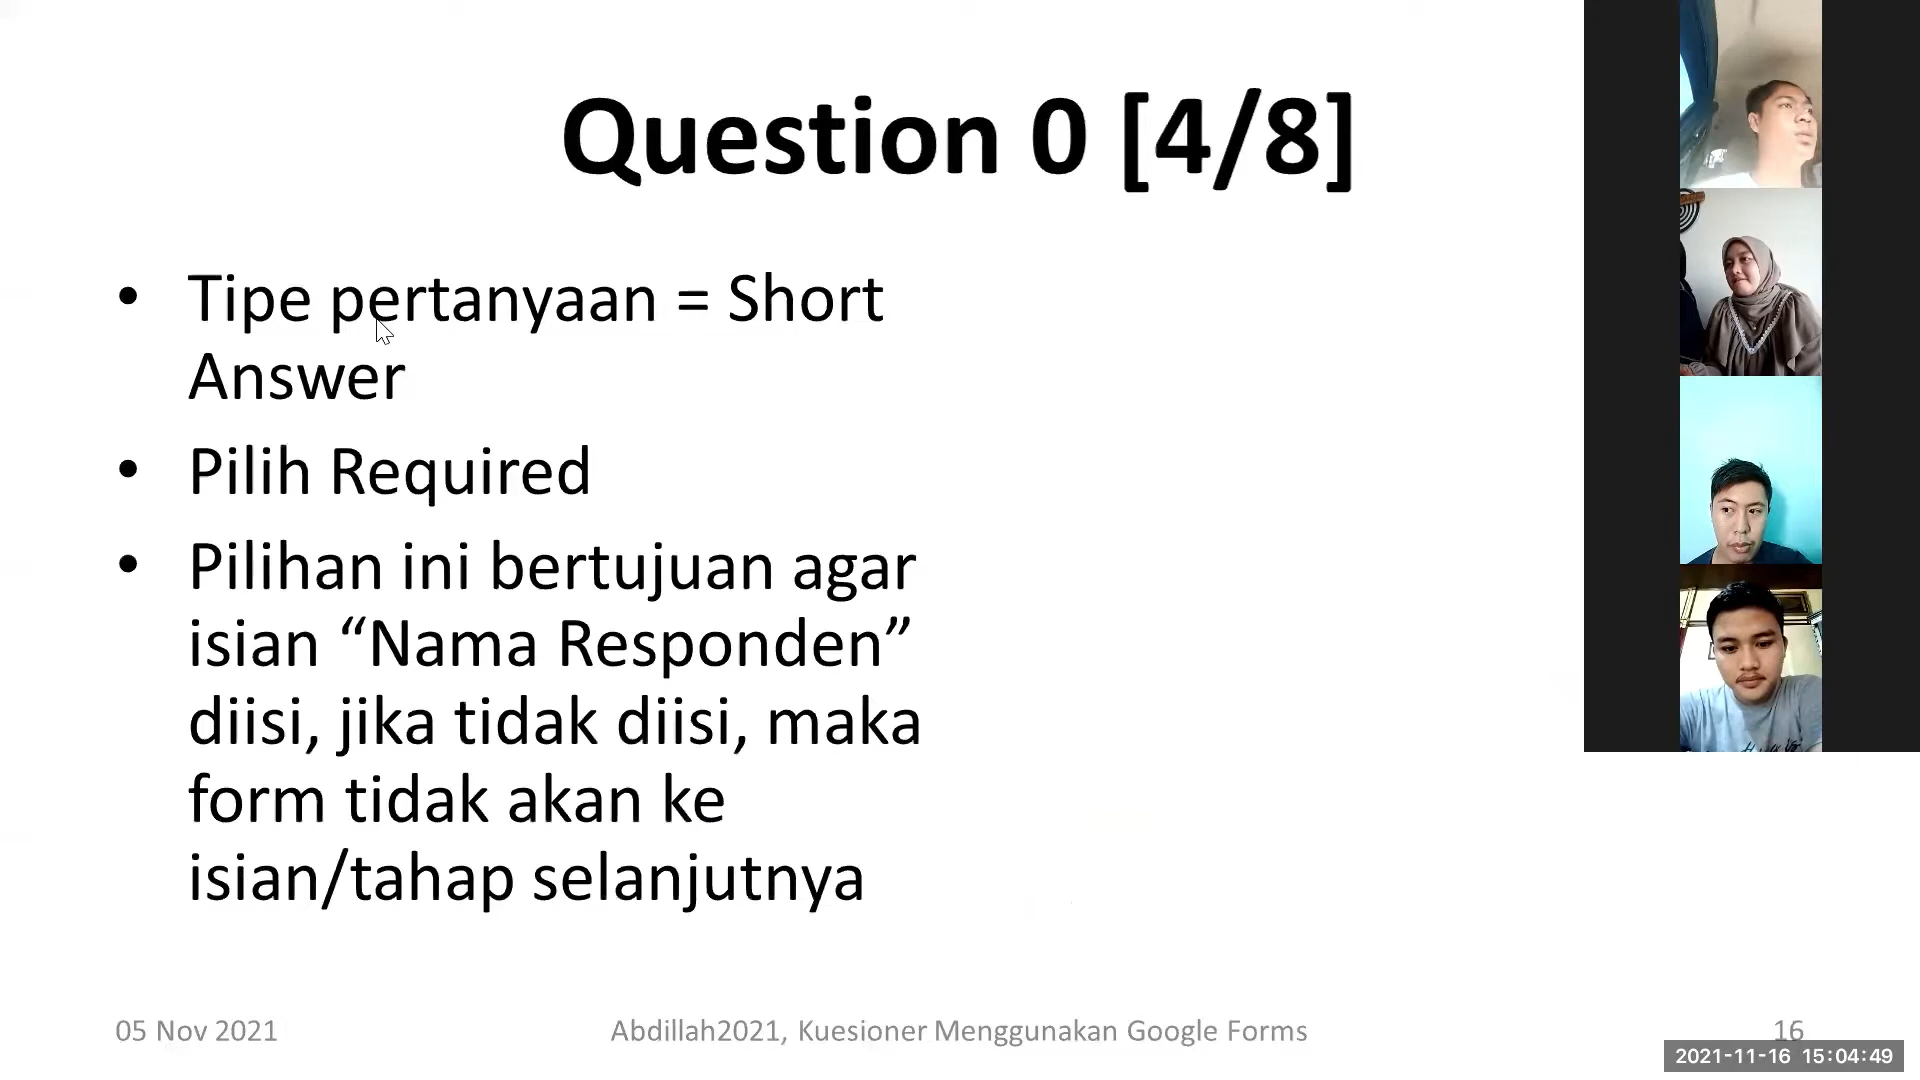 Question 0 [4/8]
• Tipe pertanyaan = Short
Answer
• Pilih Required
• Pilihan ini bertujuan agar
isian “Nama Responden”
diisi, jika tidak diisi, maka
form tidak akan ke
isian/tahap selanjutnya
05 Nov 2021
Abdillah2021, Kuesioner Menggunakan Google Forms
16
2021-11-16 15:04:49